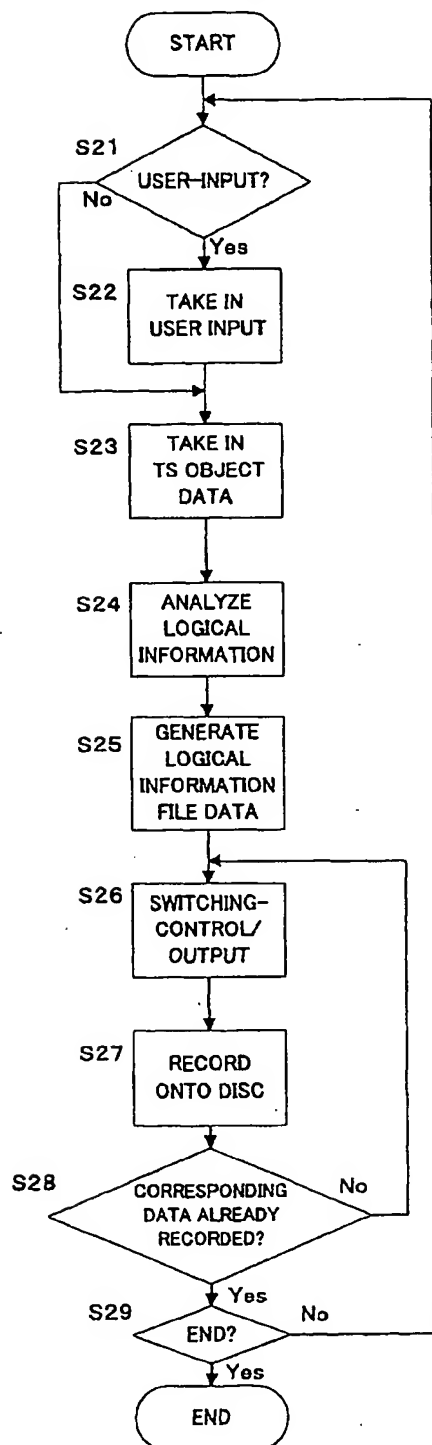 START
S21
USER-INPUT?
No
Yes
S22
TAKE IN
USER INPUT
S23
TAKE IN
TS OBJECT
DATA
S24
ANALYZE
LOGICAL
INFORMATION
S25
GENERATE
LOGICAL
INFORMATION
FILE DATA
S26
SWITCHING-
CONTROL/
OUTPUT
S27
RECORD
ONTO DISC
S28
CORRESPONDING
DATA ALREADY
RECORDED?
No
Yes
S29
END?
No
Yes
END